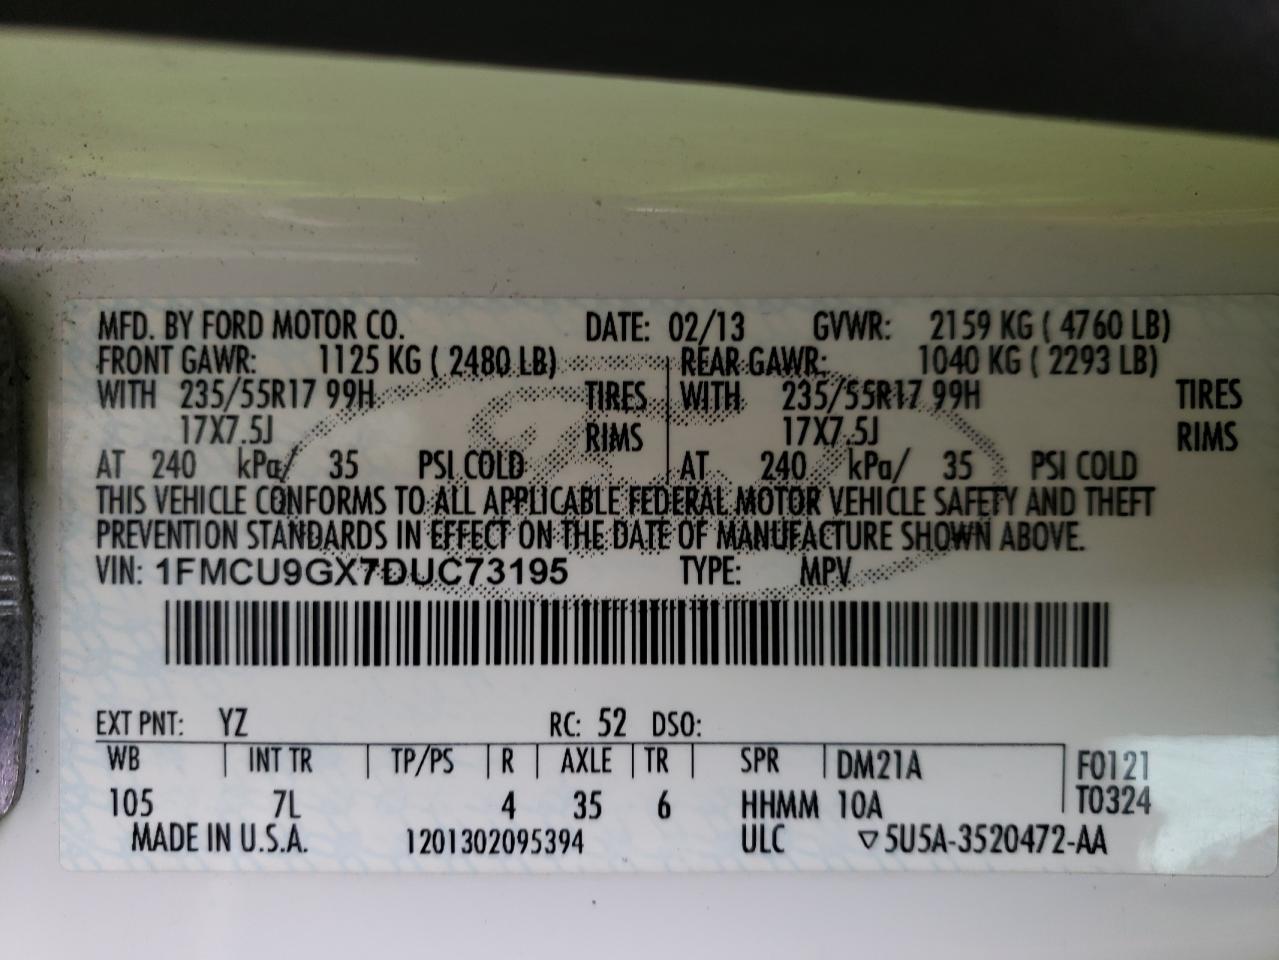 MFD. BY FORD MOTOR CO. DATE: 02/13 GVWR: 2159 KG ( 4760 LB)
FRONT GAWR: 1125 KG ( 2480 LB) REAR GAWR: 1040 KG ( 2293 LB)
WITH 235/55R17 99H TIRES WITH 235/55R17 99H TIRES
17X7.5J RIMS 17X7.5J RIMS
AT 240 kPa/ 35 PSI COLD AT 240 kPa/ 35 PSI COLD
THIS VEHICLE CONFORMS TO ALL APPLICABLE FEDERAL MOTOR VEHICLE SAFETY AND THEFT
PREVENTION STANDARDS IN EFFECT ON THE DATE OF MANUFACTURE SHOWN ABOVE.
VIN: 1FMCU9GX7DUC73195 TYPE: MPV
EXT PNT: YZ RC: 52 DSO:
WB INT TR TP/PS R AXLE TR SPR DM21A F0121
105 7L 4 35 6 HHMM 10A T0324
MADE IN U.S.A. 1201302095394 ULC ▽5U5A-3520472-AA